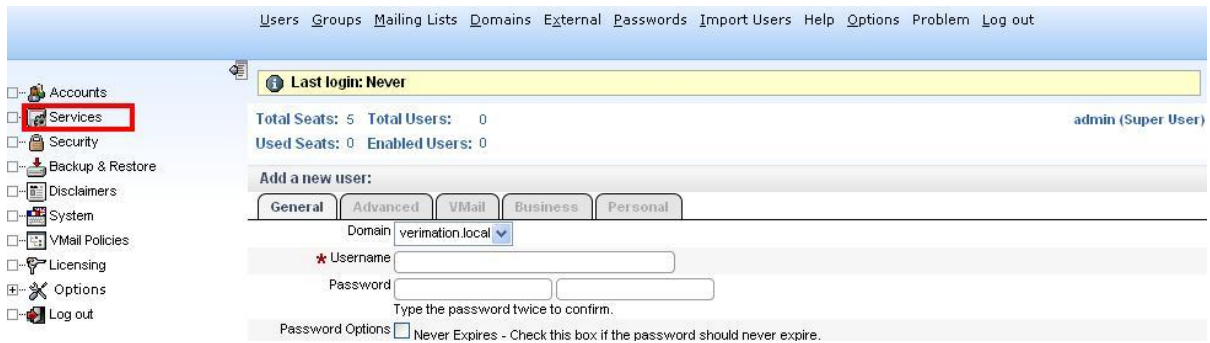 Users Groups Mailing Lists Domains External Passwords Import Users Help Options Problem Log out
Last login: Never
Accounts
Services
Security
Backup & Restore
Disclaimers
System
VMail Policies
Licensing
Options
Log out
Total Seats: 5 Total Users: 0
admin (Super User)
Used Seats: 0 Enabled Users: 0
Add a new user:
General Advanced VMail Business Personal
Domain verimation.local
* Username
Password
Type the password twice to confirm.
Password Options Never Expires - Check this box if the password should never expire.